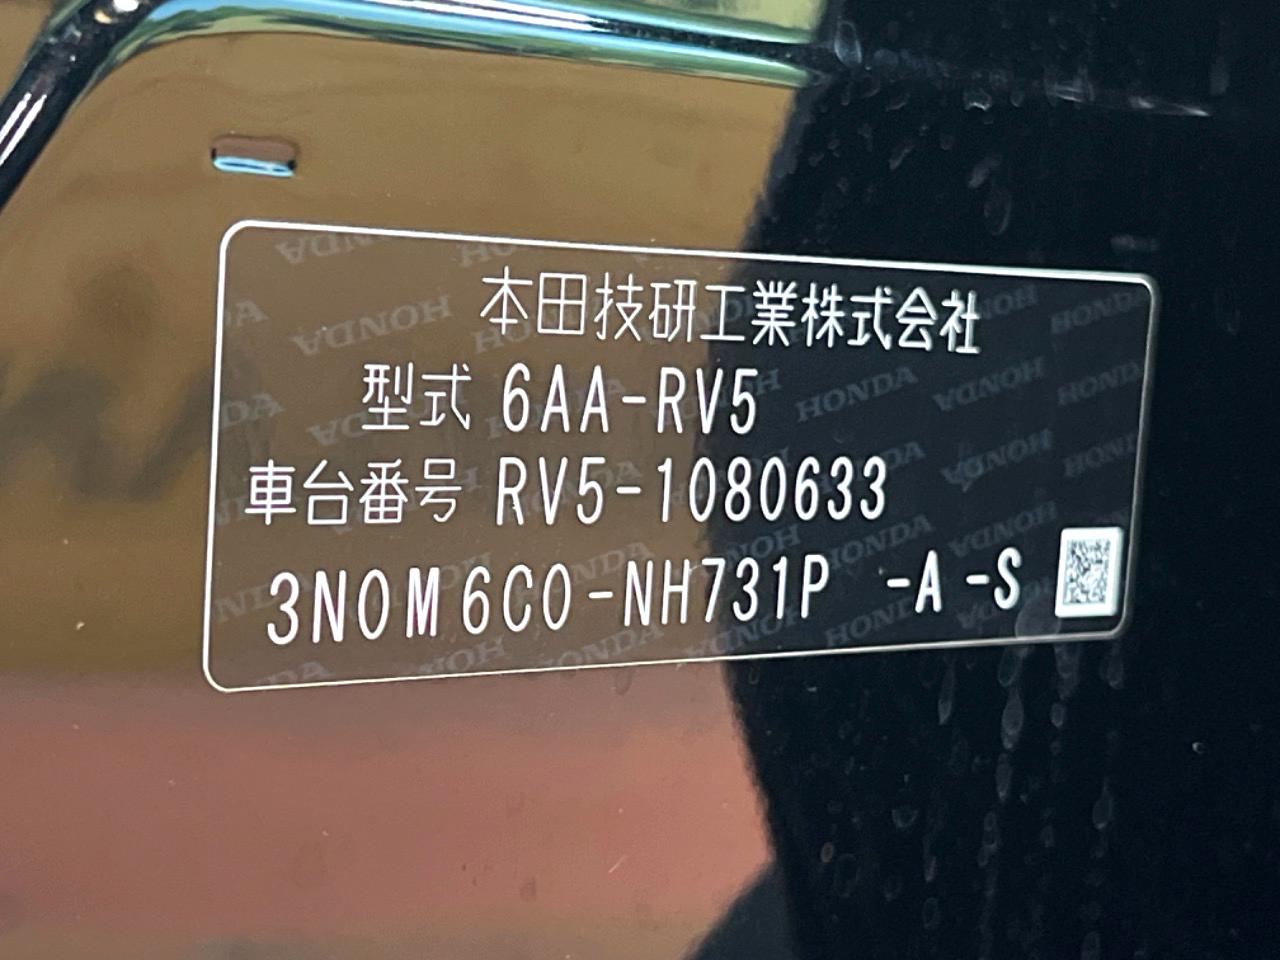 本田技研工業株式会社
型式 6AA-RV5
車台番号 RV5-1080633
3N0M6C0-NH731P -A-S